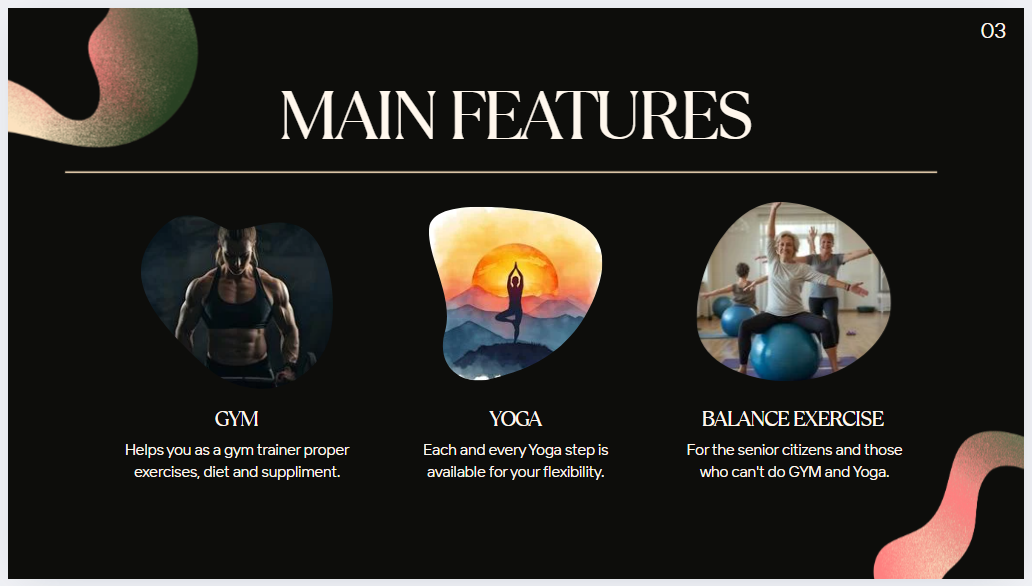 03
MAIN FEATURES
GYM
Helps you as a gym trainer proper
exercises, diet and suppliment.
YOGA
Each and every Yoga step is
available for your flexibility.
BALANCE EXERCISE
For the senior citizens and those
who can't do GYM and Yoga.